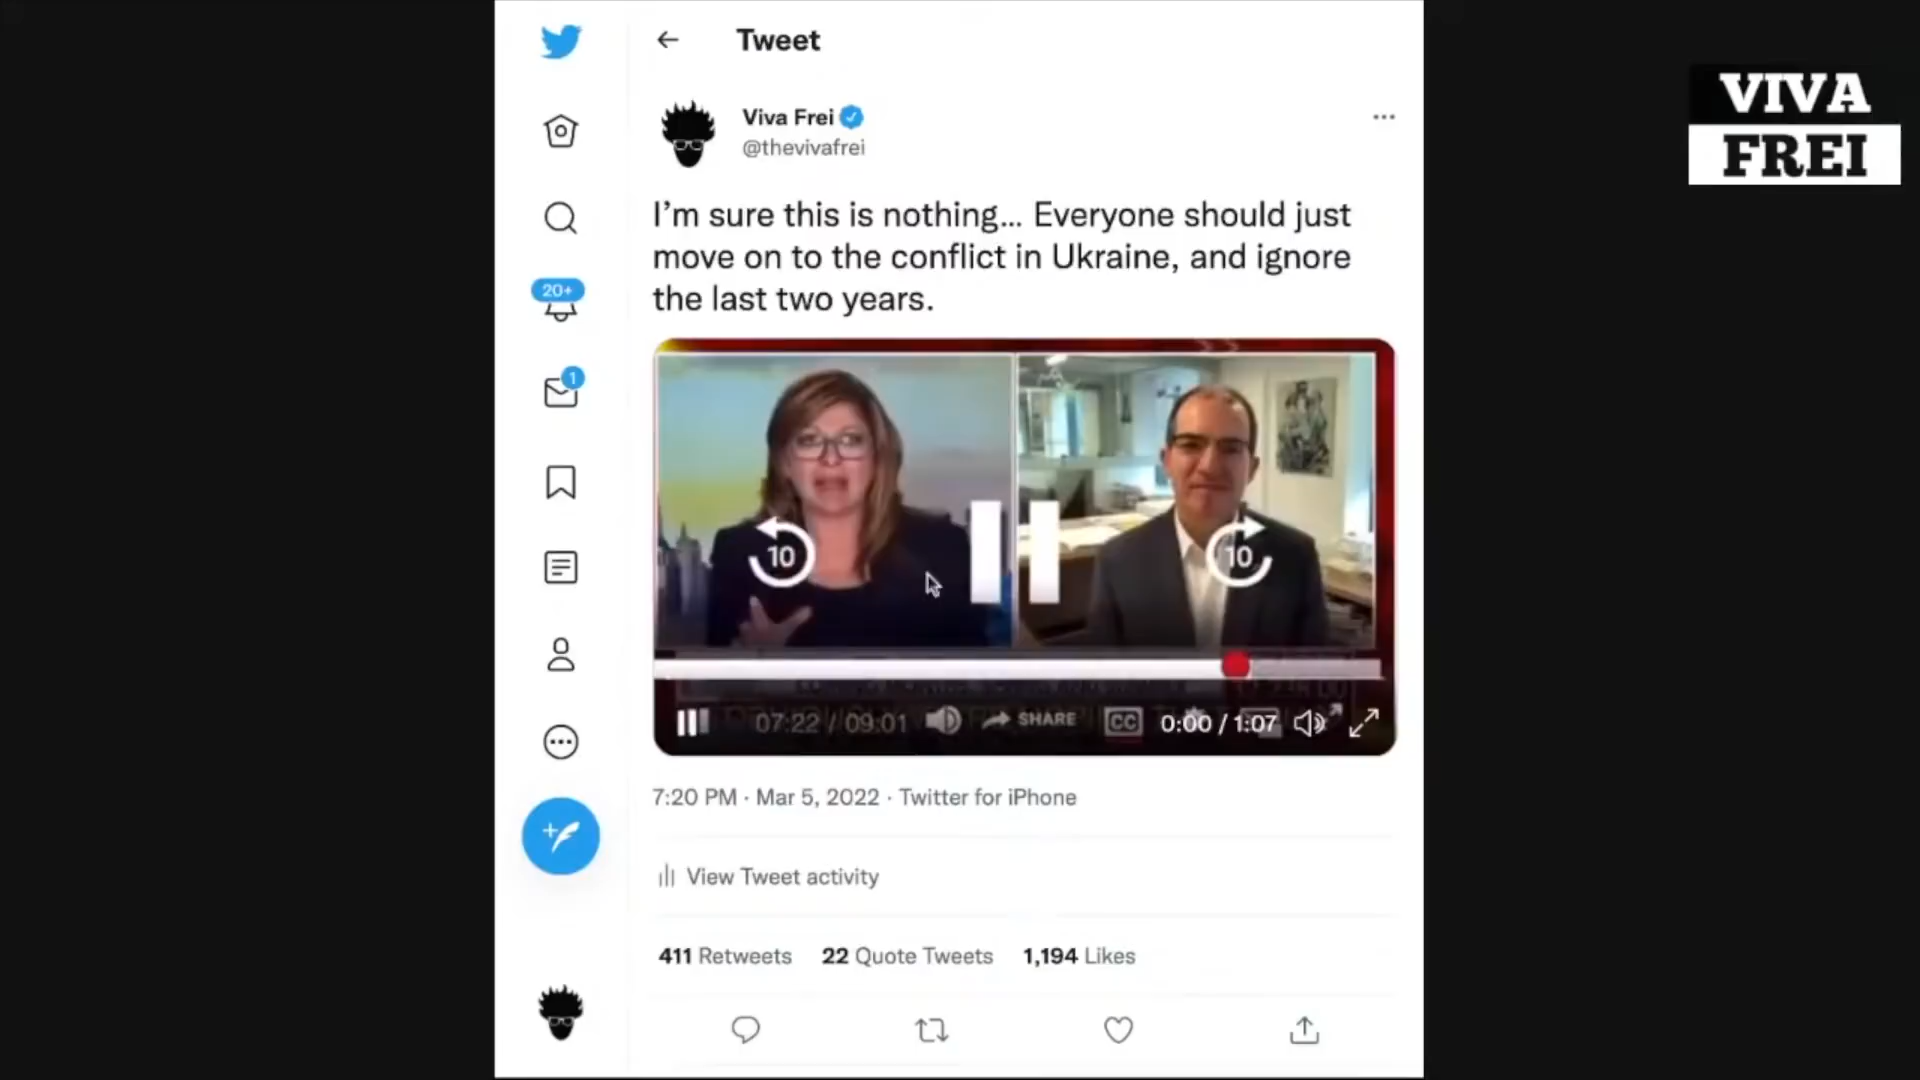 Tweet
VIVA
FREI
Viva Frei
@thevivafrei
I'm sure this is nothing... Everyone should just
move on to the conflict in Ukraine, and ignore
the last two years.
20+
1
10
10
07:22 / 09:01
SHARE
CC
0:00 / 1:07
7:20 PM · Mar 5, 2022 · Twitter for iPhone
View Tweet activity
411 Retweets 22 Quote Tweets 1,194 Likes